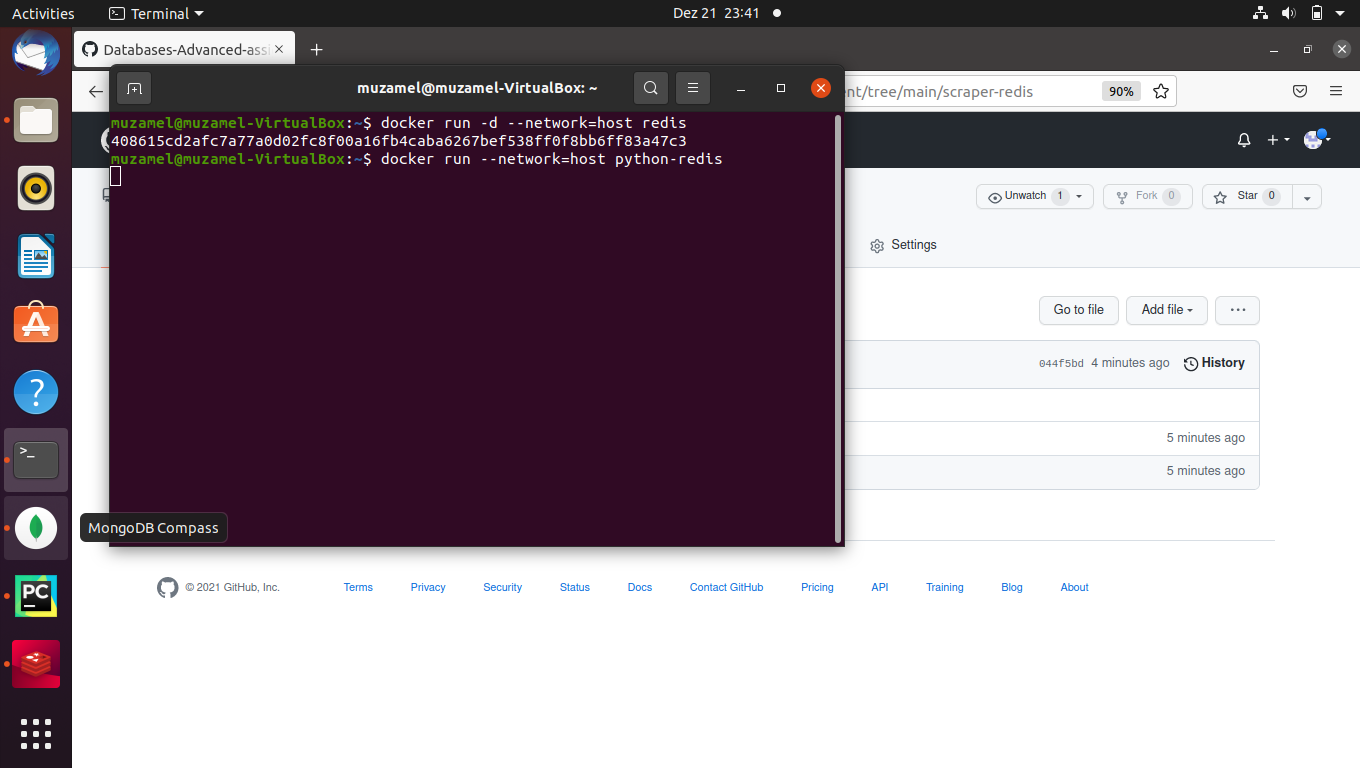 Activities
Terminal
Dez 21 23:41
Databases-Advanced-assi
muzamel@muzamel-VirtualBox: ~
nt/tree/main/scraper-redis
90%
muzamel@muzamel-VirtualBox:~$ docker run -d --network=host redis
408615cd2afc7a77a0d02fc8f00a16fb4caba6267bef538ff0f8bb6ff83a47c3
muzamel@muzamel-VirtualBox:~$ docker run --network=host python-redis
Unwatch 1
Fork 0
Star 0
Settings
Go to file
Add file
044f5bd 4 minutes ago
History
5 minutes ago
5 minutes ago
>_
MongoDB Compass
PC
© 2021 GitHub, Inc.
Terms
Privacy
Security
Status
Docs
Contact GitHub
Pricing
API
Training
Blog
About